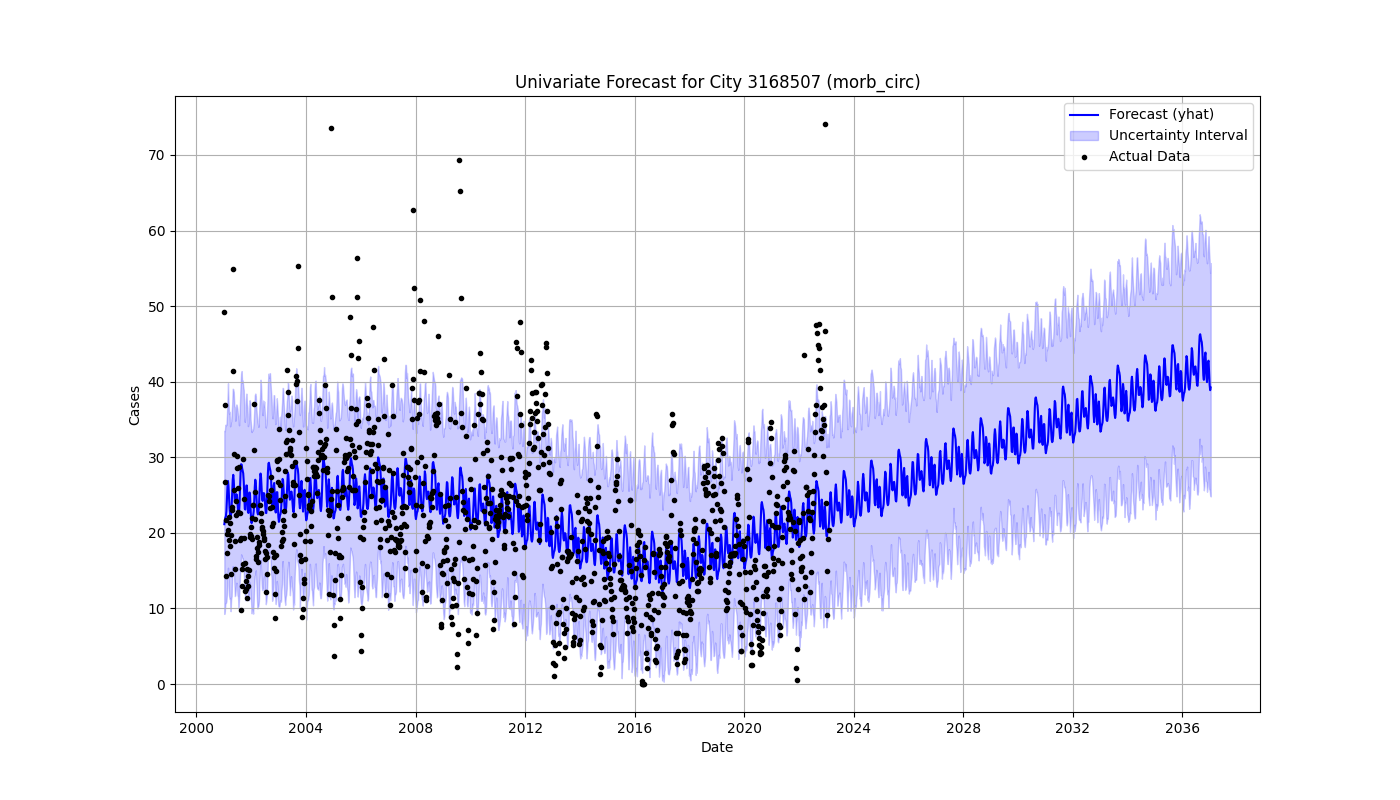 Univariate Forecast for City 3168507 (morb_circ)
Forecast (yhat)
Uncertainty Interval
Actual Data
70
60
50
40
30
20
10
0
Cases
2000 2004 2008 2012 2016 2020 2024 2028 2032 2036
Date